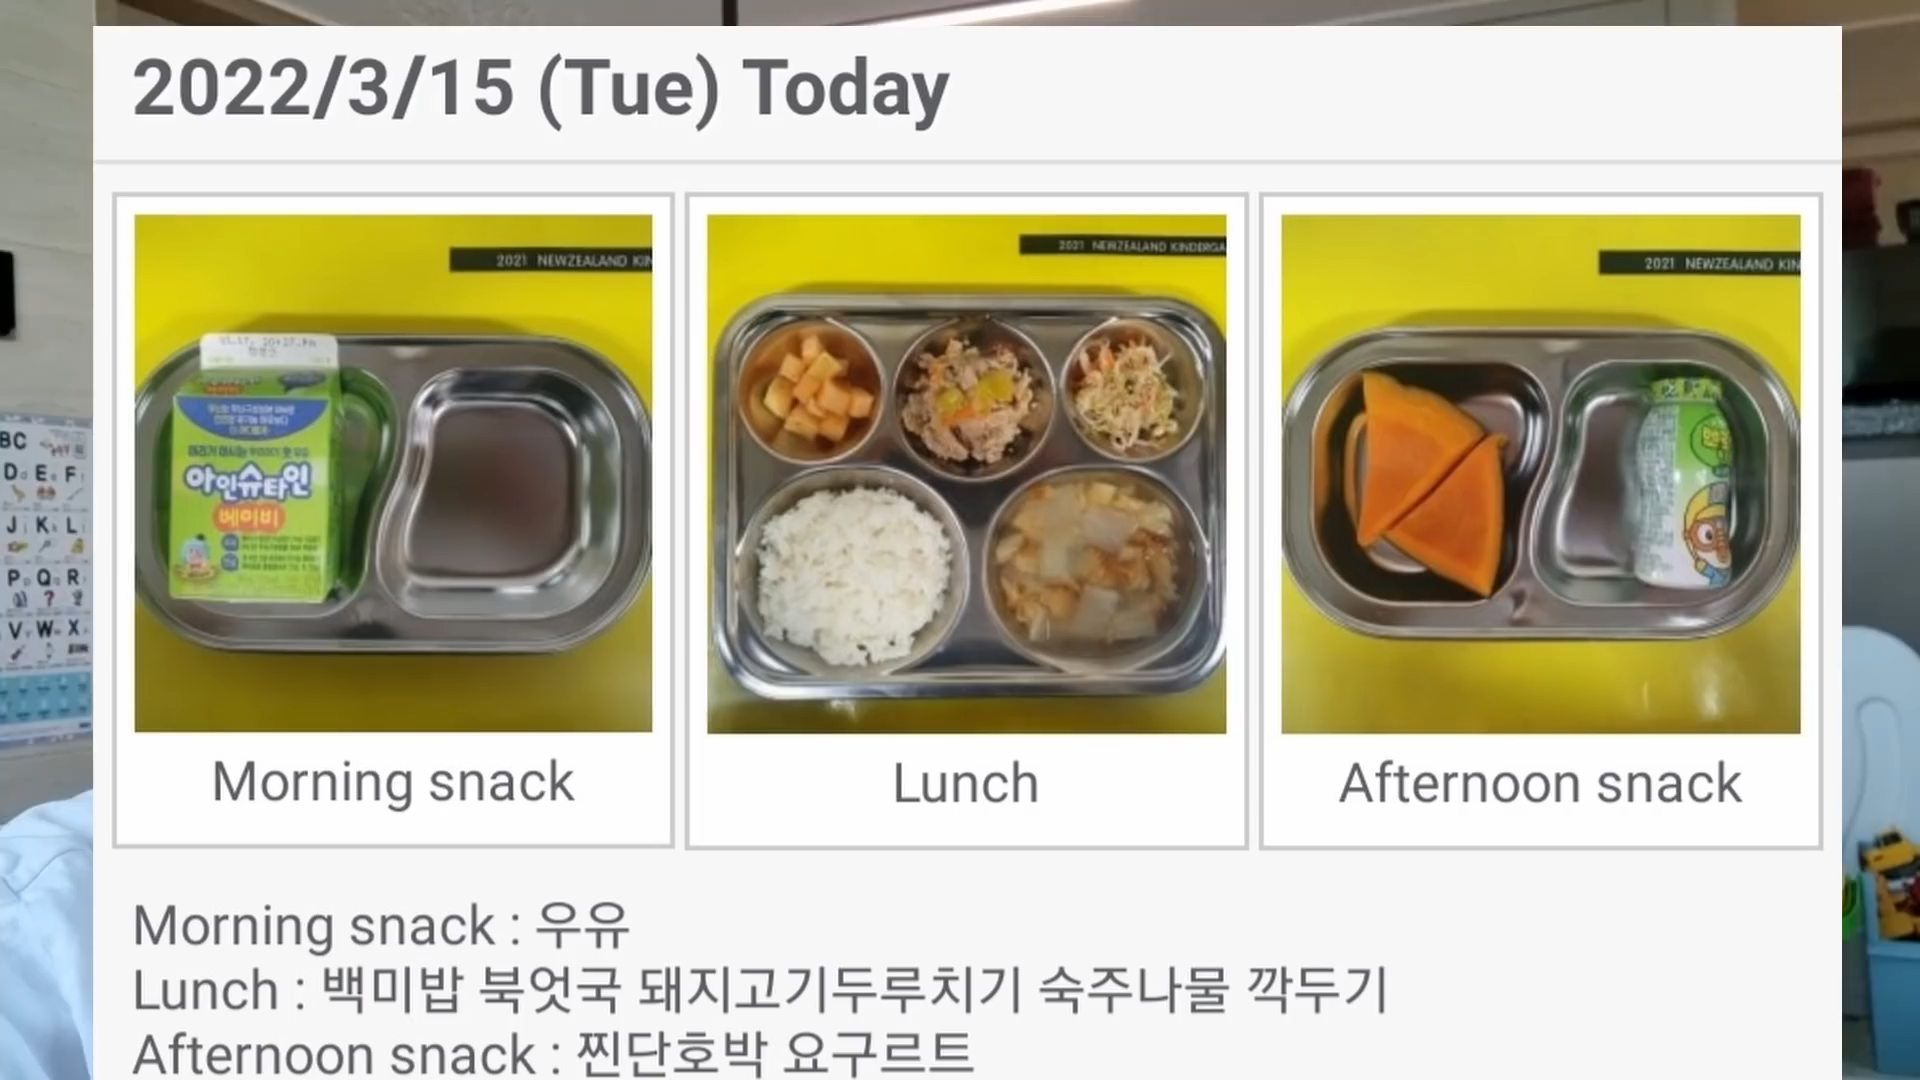 2022/3/15 (Tue) Today
2021 NEWZEALAND KIN
2021 NEWZEALAND KINDERGA
2021 NEWZEALAND KIN
아인슈타인
베이비
Morning snack
Lunch
Afternoon snack
Morning snack : 우유
Lunch : 백미밥 북엇국 돼지고기두루치기 숙주나물 깍두기
Afternoon snack : 찐단호박 요구르트
BC
D E F
J K L
P Q R
V W X